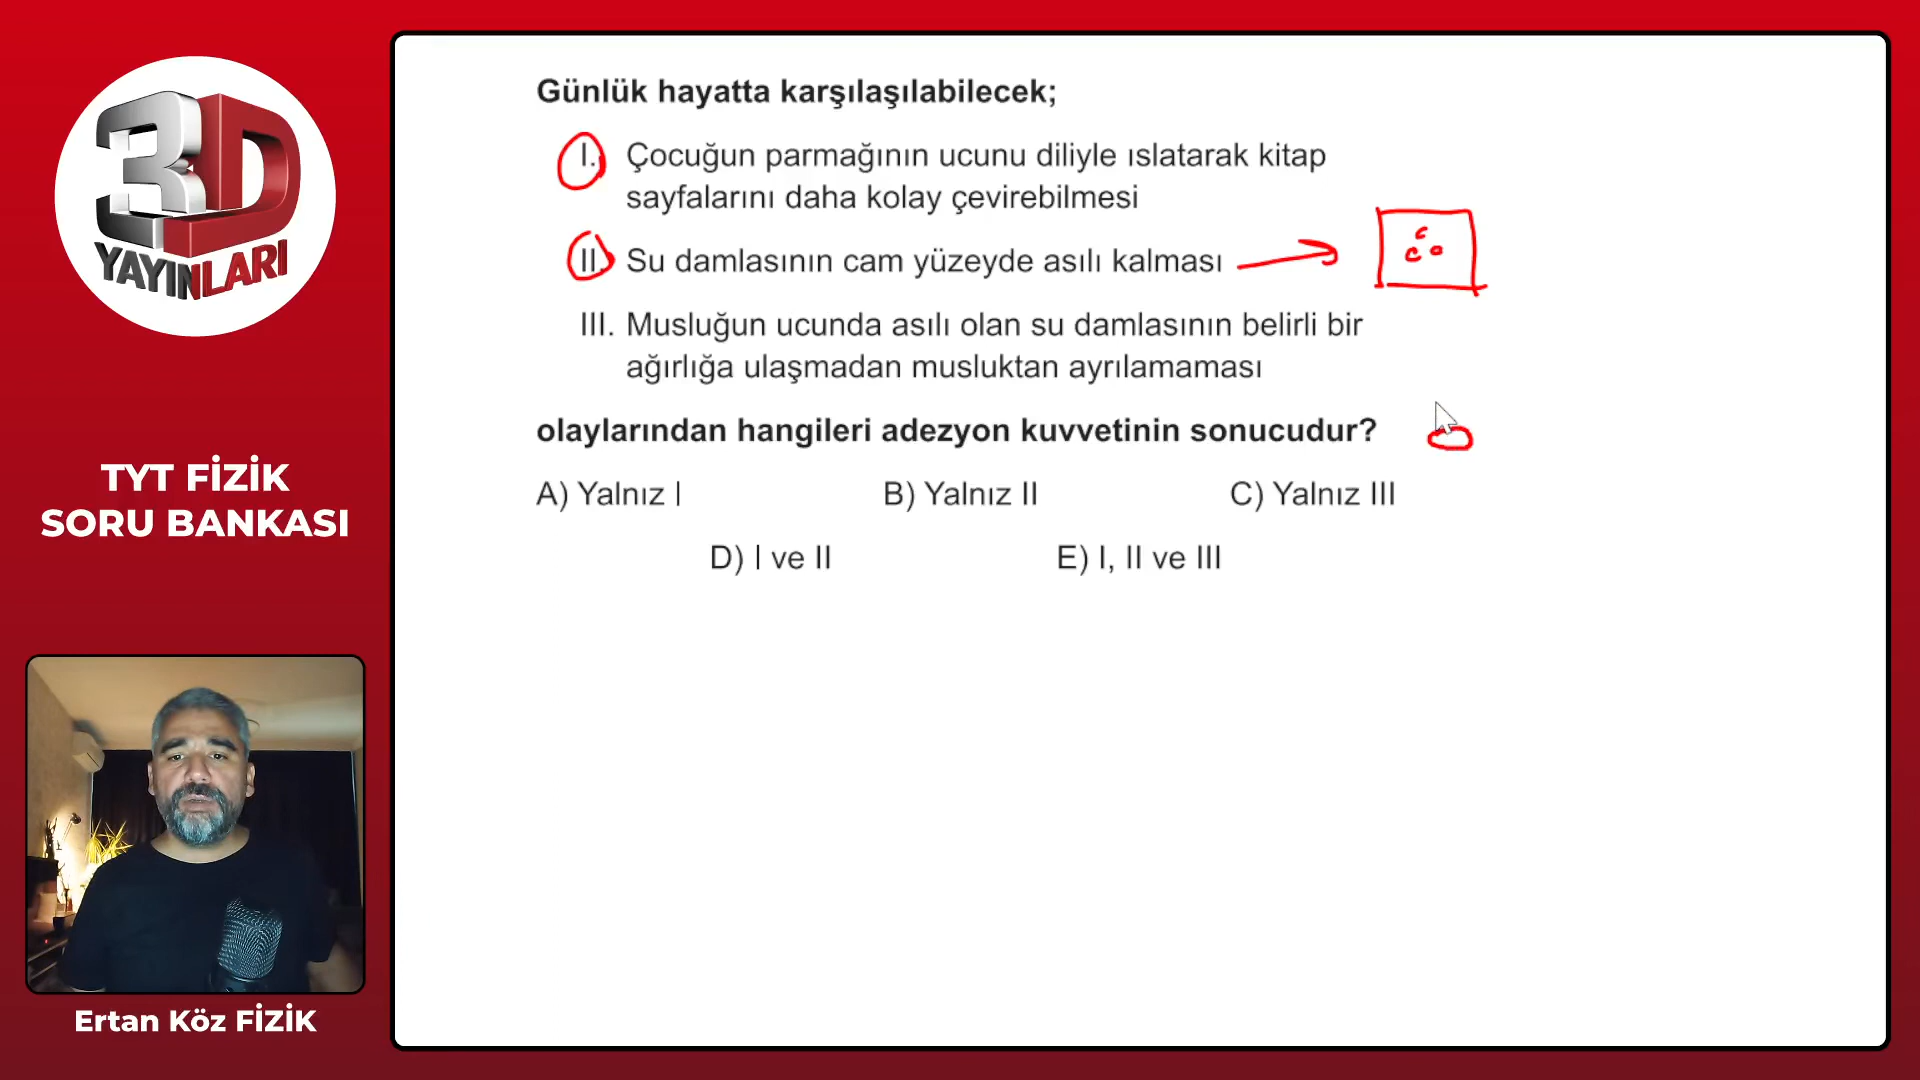 3D
YAYINLARI
TYT FİZİK
SORU BANKASI
Ertan Köz FİZİK
Günlük hayatta karşılaşılabilecek;
I. Çocuğun parmağının ucunu diliyle ıslatarak kitap
sayfalarını daha kolay çevirebilmesi
II. Su damlasının cam yüzeyde asılı kalması
III. Musluğun ucunda asılı olan su damlasının belirli bir
ağırlığa ulaşmadan musluktan ayrılamaması
olaylarından hangileri adezyon kuvvetinin sonucudur?
A) Yalnız I B) Yalnız II C) Yalnız III
D) I ve II E) I, II ve III